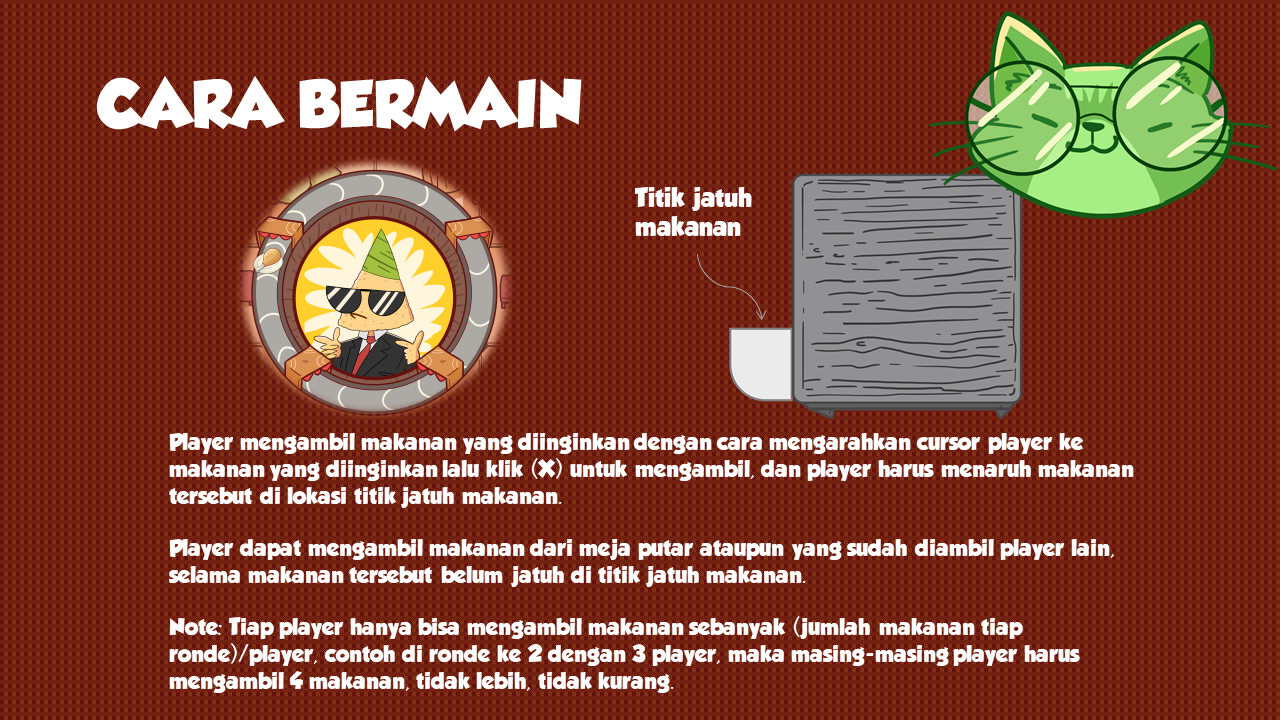 CARA BERMAIN
Titik jatuh
makanan
Player mengambil makanan yang diinginkan dengan cara mengarahkan cursor player ke
makanan yang diinginkan lalu klik (X) untuk mengambil, dan player harus menaruh makanan
tersebut di lokasi titik jatuh makanan.
Player dapat mengambil makanan dari meja putar ataupun yang sudah diambil player lain,
selama makanan tersebut belum jatuh di titik jatuh makanan.
Note: Tiap player hanya bisa mengambil makanan sebanyak (jumlah makanan tiap
ronde)/player, contoh di ronde ke 2 dengan 3 player, maka masing-masing player harus
mengambil 4 makanan, tidak lebih, tidak kurang.